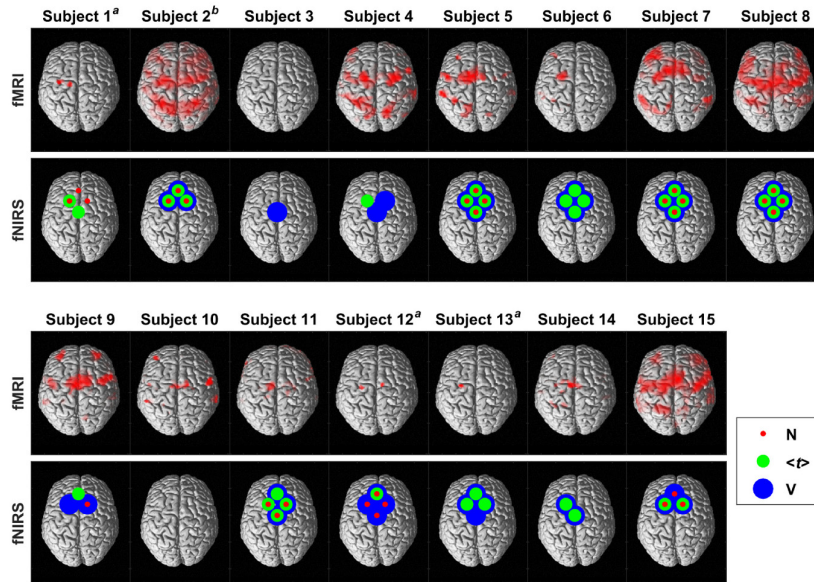 Subject 1a Subject 2b Subject 3 Subject 4 Subject 5 Subject 6 Subject 7 Subject 8
fMRI
fNIRS
Subject 9 Subject 10 Subject 11 Subject 12a Subject 13a Subject 14 Subject 15
fMRI
fNIRS
N
<t>
V